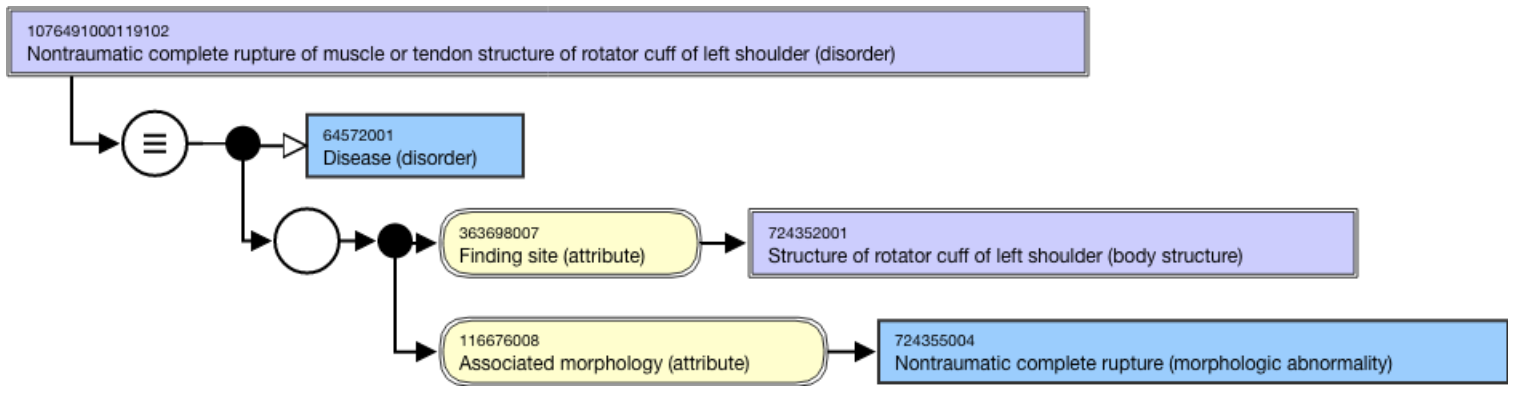 1076491000119102
Nontraumatic complete rupture of muscle or tendon structure of rotator cuff of left shoulder (disorder)
64572001
Disease (disorder)
363698007
Finding site (attribute)
724352001
Structure of rotator cuff of left shoulder (body structure)
116676008
Associated morphology (attribute)
724355004
Nontraumatic complete rupture (morphologic abnormality)